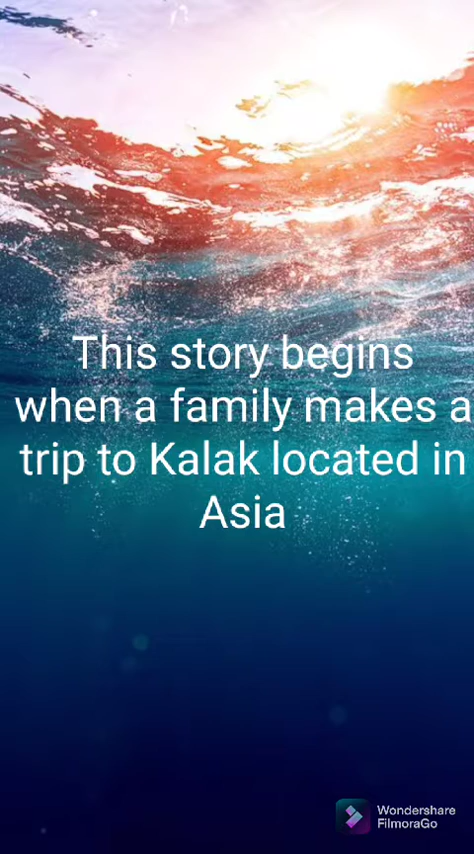 This story begins
when a family makes a
trip to Kalak located in
Asia
Wondershare
FilmoraGo